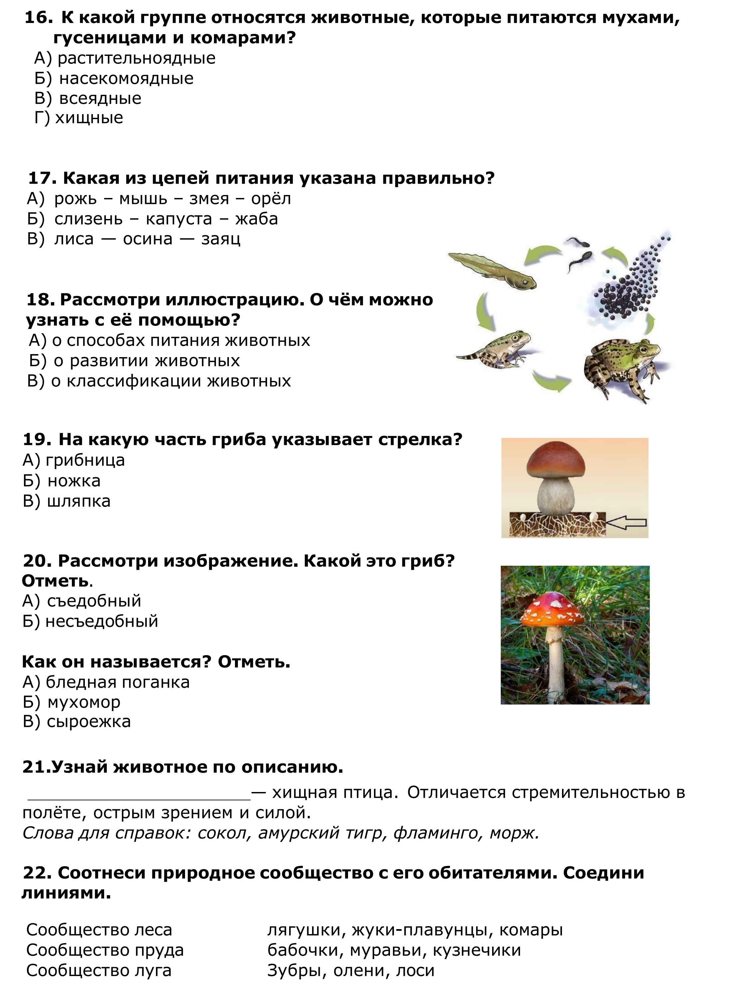 16. К какой группе относятся животные, которые питаются мухами,
гусеницами и комарами?
А) растительноядные
Б) насекомоядные
В) всеядные
Г) хищные
17. Какая из цепей питания указана правильно?
А) рожь – мышь – змея – орёл
Б) слизень – капуста – жаба
В) лиса — осина — заяц
18. Рассмотри иллюстрацию. О чём можно
узнать с её помощью?
А) о способах питания животных
Б) о развитии животных
В) о классификации животных
19. На какую часть гриба указывает стрелка?
А) грибница
Б) ножка
В) шляпка
20. Рассмотри изображение. Какой это гриб?
Отметь.
А) съедобный
Б) несъедобный
Как он называется? Отметь.
А) бледная поганка
Б) мухомор
В) сыроежка
21.Узнай животное по описанию.
__________________________— хищная птица. Отличается стремительностью в
полёте, острым зрением и силой.
Слова для справок: сокол, амурский тигр, фламинго, морж.
22. Соотнеси природное сообщество с его обитателями. Соедини
линиями.
Сообщество леса лягушки, жуки-плавунцы, комары
Сообщество пруда бабочки, муравьи, кузнечики
Сообщество луга Зубры, олени, лоси